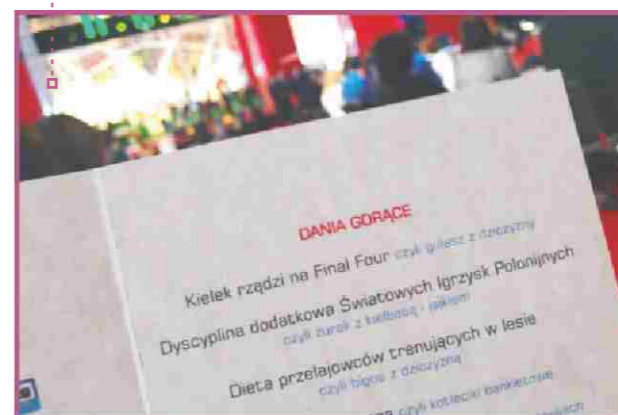 DANIA GORĄCE
Kielek rządzi na Final Four czyli gulasz z dziczyzny
Dyscyplina dodatkowa Światowych Igrzysk Polonijnych
czyli żurek z kiełbasą i jajkiem
Dieta przełajowców trenujących w lesie
czyli bigos z dziczyzną
czyli kotleciki bankietowe